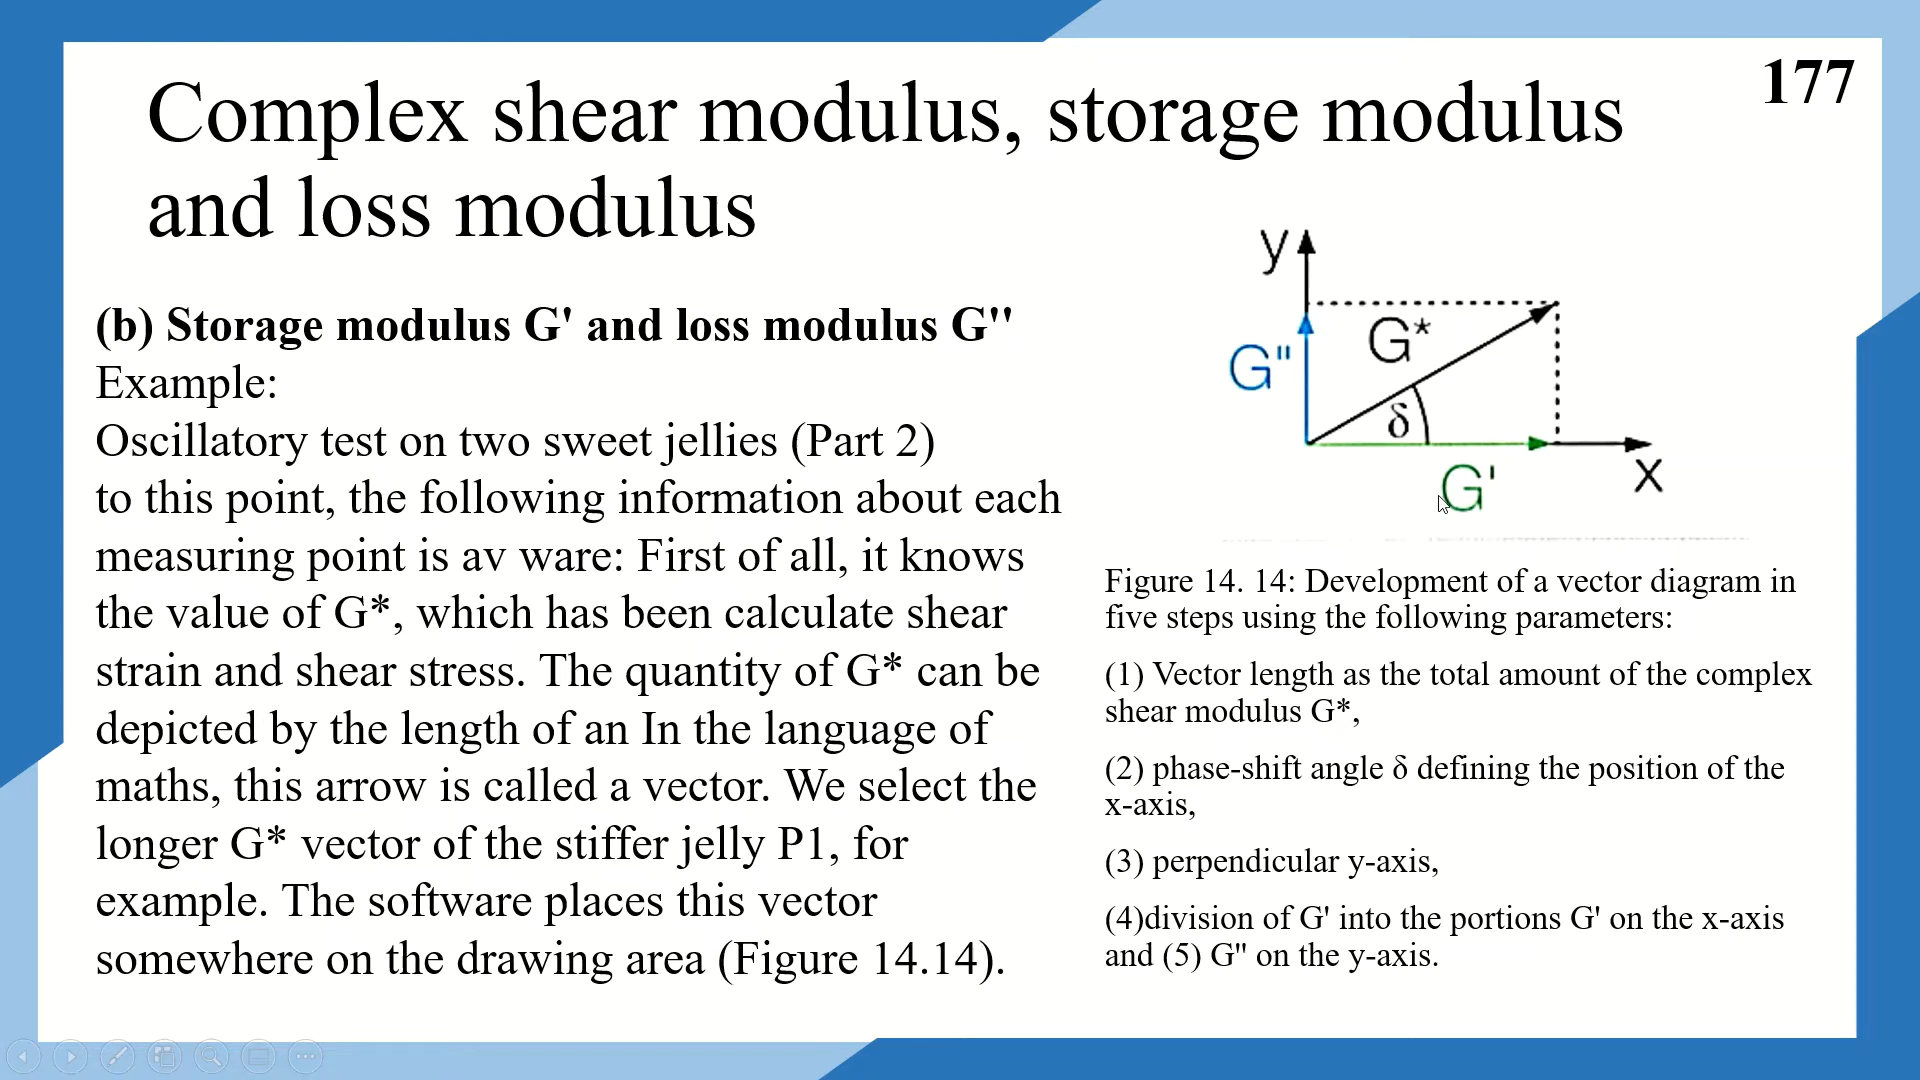 177
Complex shear modulus, storage modulus
and loss modulus
(b) Storage modulus G' and loss modulus G''
Example:
Oscillatory test on two sweet jellies (Part 2)
to this point, the following information about each
measuring point is av ware: First of all, it knows
the value of G*, which has been calculate shear
strain and shear stress. The quantity of G* can be
depicted by the length of an In the language of
maths, this arrow is called a vector. We select the
longer G* vector of the stiffer jelly P1, for
example. The software places this vector
somewhere on the drawing area (Figure 14.14).
y
G*
G"
δ
G'
x
Figure 14. 14: Development of a vector diagram in
five steps using the following parameters:
(1) Vector length as the total amount of the complex
shear modulus G*,
(2) phase-shift angle δ defining the position of the
x-axis,
(3) perpendicular y-axis,
(4)division of G' into the portions G' on the x-axis
and (5) G" on the y-axis.